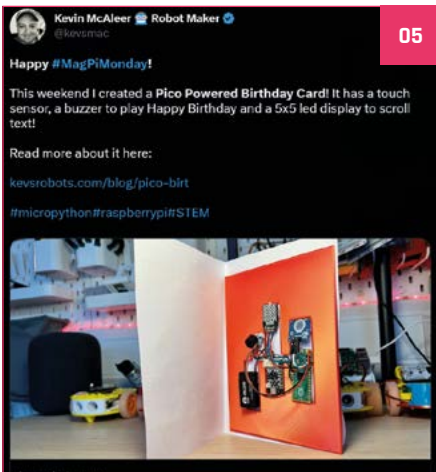 Kevin McAleer Robot Maker
@kevsmac
05
Happy #MagPiMonday!
This weekend I created a Pico Powered Birthday Card! It has a touch
sensor, a buzzer to play Happy Birthday and a 5x5 led display to scroll
text!
Read more about it here:
kevsrobots.com/blog/pico-birt
#micropython#raspberrypi#STEM